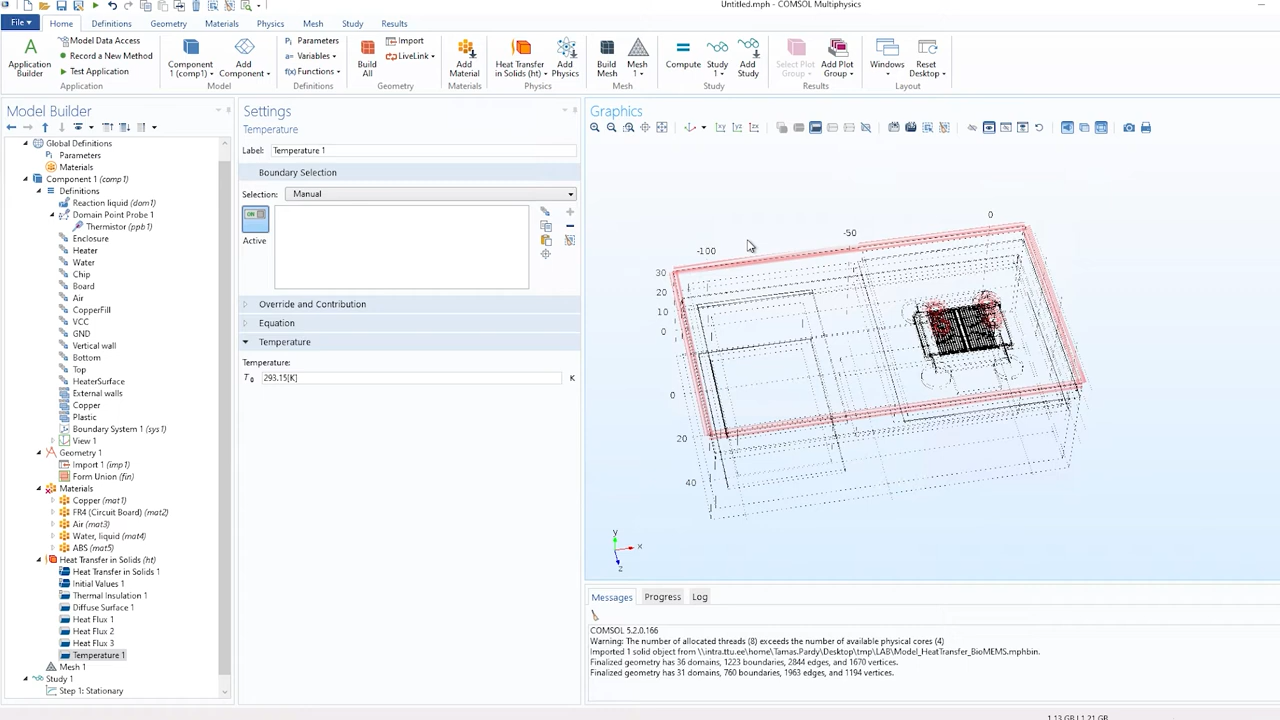 Untitled.mph - COMSOL Multiphysics
File
Home
Definitions
Geometry
Materials
Physics
Mesh
Study
Results
Application Builder
Model Data Access
Record a New Method
Test Application
Application
Component 1 (comp1)
Add Component
Model
Parameters
Variables
Functions
Definitions
Build All
Import
LiveLink
Geometry
Add Material
Materials
Heat Transfer in Solids (ht)
Add Physics
Physics
Build Mesh
Mesh 1
Mesh
Compute
Study 1
Add Study
Study
Select Plot Group
Add Plot Group
Results
Windows
Reset Desktop
Layout
Model Builder
Global Definitions
Parameters
Materials
Component 1 (comp1)
Definitions
Reaction liquid (dom1)
Domain Point Probe 1
Thermistor (ppb1)
Enclosure
Heater
Water
Chip
Board
Air
CopperFill
VCC
GND
Vertical wall
Bottom
Top
HeaterSurface
External walls
Copper
Plastic
Boundary System 1 (sys1)
View 1
Geometry 1
Import 1 (imp1)
Form Union (fin)
Materials
Copper (mat1)
FR4 (Circuit Board) (mat2)
Air (mat3)
Water, liquid (mat4)
ABS (mat5)
Heat Transfer in Solids (ht)
Heat Transfer in Solids 1
Initial Values 1
Thermal Insulation 1
Diffuse Surface 1
Heat Flux 1
Heat Flux 2
Heat Flux 3
Temperature 1
Mesh 1
Study 1
Step 1: Stationary
Settings
Temperature
Label: Temperature 1
Boundary Selection
Selection: Manual
ON
Active
Override and Contribution
Equation
Temperature
Temperature:
T0 293.15[K] K
Graphics
xy yz xz
0
-50
-100
30
20
10
0
0
20
40
y
x
z
Messages
Progress
Log
COMSOL 5.2.0.166
Warning: The number of allocated threads (8) exceeds the number of available physical cores (4)
Imported 1 solid object from \\intra.ttu.ee\home\Tamas.Pardy\Desktop\tmp\LAB\Model_HeatTransfer_BioMEMS.mphbin.
Finalized geometry has 36 domains, 1223 boundaries, 2844 edges, and 1670 vertices.
Finalized geometry has 31 domains, 760 boundaries, 1963 edges, and 1194 vertices.
1.13 GB | 1.21 GB